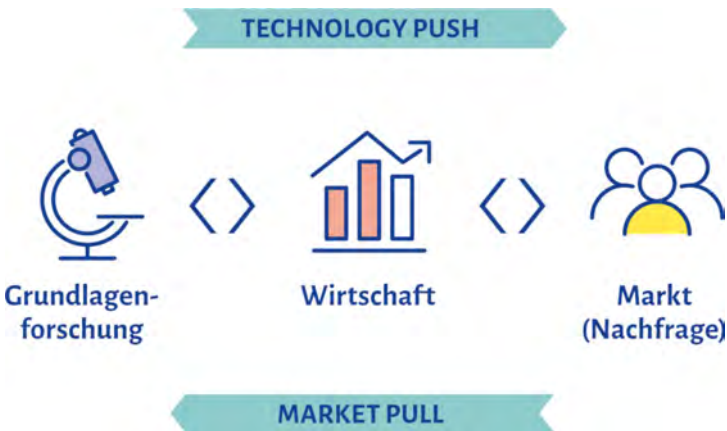 TECHNOLOGY PUSH
Grundlagen-
forschung
Wirtschaft
Markt
(Nachfrage)
MARKET PULL